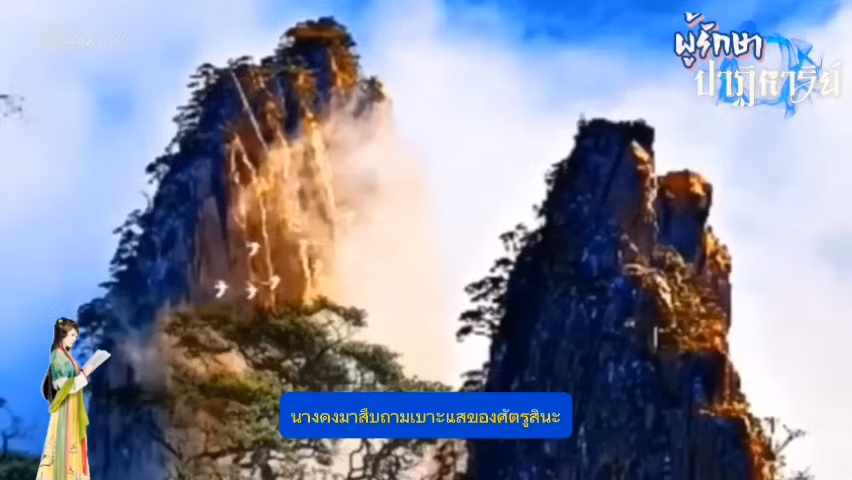 ผู้รักษา
ปาฏิหาริย์
นางคงมาสืบถามเบาะแสของศัตรูสินะ